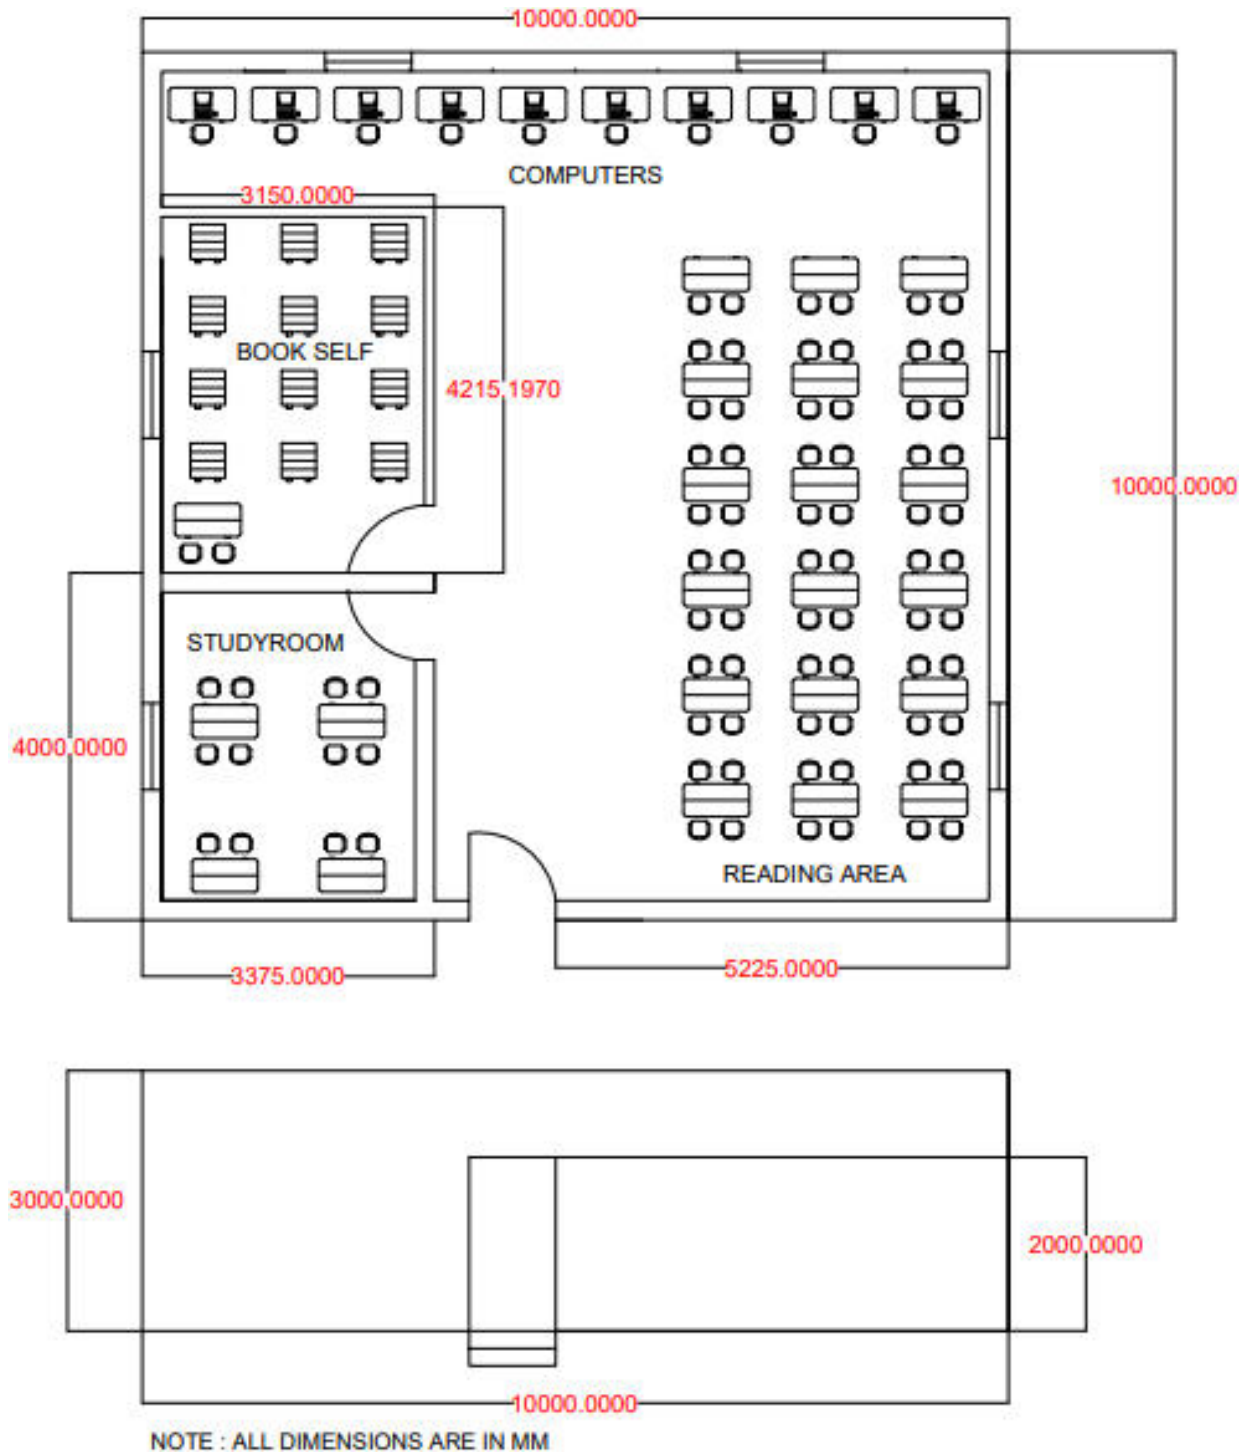 10000.0000
COMPUTERS
3150.0000
BOOK SELF
4215.1970
10000.0000
STUDYROOM
4000.0000
READING AREA
3375.0000
5225.0000
3000.0000
2000.0000
10000.0000
NOTE : ALL DIMENSIONS ARE IN MM